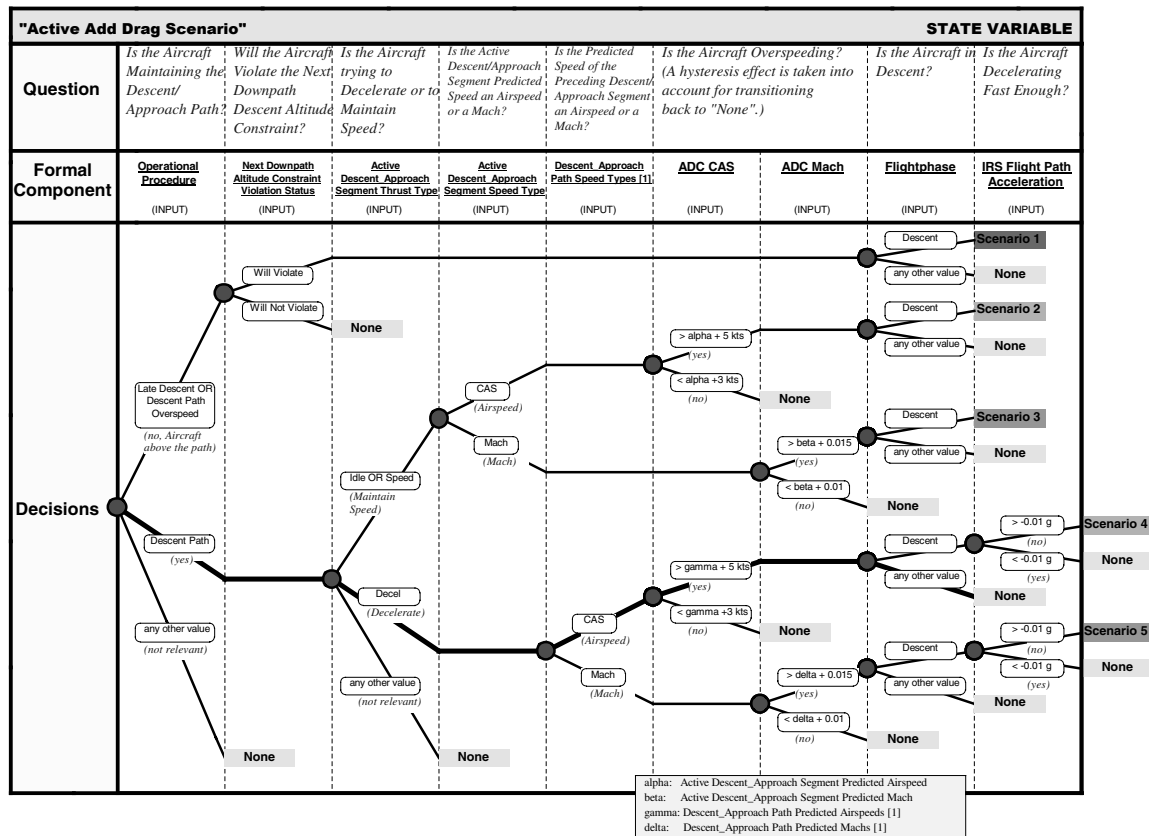 "Active Add Drag Scenario"
STATE VARIABLE
Question
Is the Aircraft
Maintaining the
Descent/
Approach Path?
Will the Aircraft
Violate the Next
Downpath
Descent Altitude
Constraint?
Is the Aircraft
trying to
Decelerate or to
Maintain
Speed?
Is the Active
Descent/Approach
Segment Predicted
Speed an Airspeed
or a Mach?
Is the Predicted
Speed of the
Preceding Descent/
Approach Segment
an Airspeed or a
Mach?
Is the Aircraft Overspeeding?
(A hysteresis effect is taken into
account for transitioning
back to "None".)
Is the Aircraft in
Descent?
Is the Aircraft
Decelerating
Fast Enough?
Formal
Component
Operational
Procedure
(INPUT)
Next Downpath
Altitude Constraint
Violation Status
(INPUT)
Active
Descent_Approach
Segment Thrust Type
(INPUT)
Active
Descent_Approach
Segment Speed Type
(INPUT)
Descent_Approach
Path Speed Types [1]
(INPUT)
ADC CAS
(INPUT)
ADC Mach
(INPUT)
Flightphase
(INPUT)
IRS Flight Path
Acceleration
(INPUT)
Decisions
Descent
Scenario 1
Will Violate
any other value
None
Will Not Violate
None
Descent
Scenario 2
> alpha + 5 kts
(yes)
any other value
None
Late Descent OR
Descent Path
Overspeed
(no, Aircraft
above the path)
CAS
(Airspeed)
< alpha +3 kts
(no)
None
Descent
Scenario 3
Mach
(Mach)
> beta + 0.015
(yes)
any other value
None
Idle OR Speed
(Maintain
Speed)
< beta + 0.01
(no)
None
Descent Path
(yes)
> -0.01 g
(no)
Scenario 4
Descent
< -0.01 g
(yes)
None
> gamma + 5 kts
(yes)
any other value
None
Decel
(Decelerate)
CAS
(Airspeed)
< gamma +3 kts
(no)
None
any other value
(not relevant)
> -0.01 g
(no)
Scenario 5
Descent
< -0.01 g
(yes)
None
Mach
(Mach)
> delta + 0.015
(yes)
any other value
None
any other value
(not relevant)
< delta + 0.01
(no)
None
None
None
alpha: Active Descent_Approach Segment Predicted Airspeed
beta: Active Descent_Approach Segment Predicted Mach
gamma: Descent_Approach Path Predicted Airspeeds [1]
delta: Descent_Approach Path Predicted Machs [1]